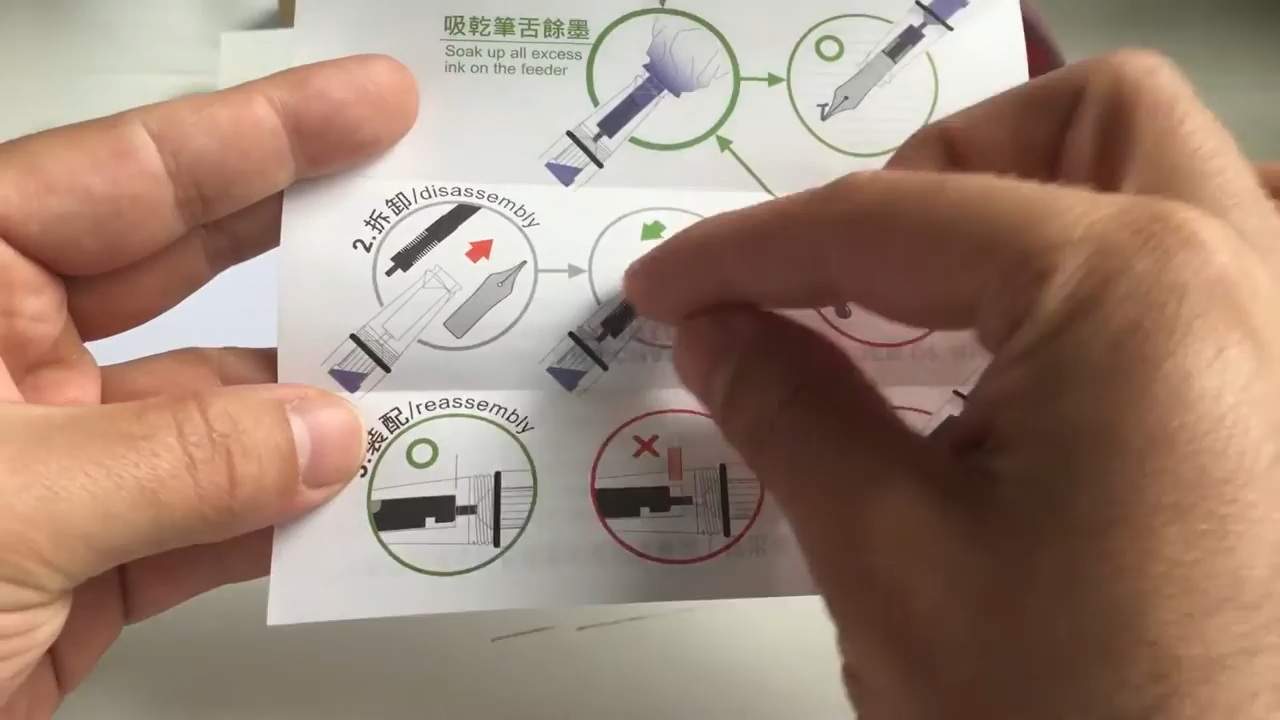 吸乾筆舌餘墨
Soak up all excess
ink on the feeder
2.拆卸/disassembly
裝配/reassembly